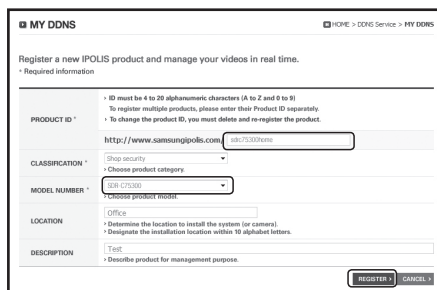 MY DDNS
HOME > DDNS Service > MY DDNS
Register a new IPOLIS product and manage your videos in real time.
* Required information
PRODUCT ID *
› ID must be 4 to 20 alphanumeric characters (A to Z and 0 to 9)
To register multiple products, please enter their Product ID separately.
› To change the product ID, you must delete and re-register the product.
http://www.samsungipolis.com/ sdrc75300home
CLASSIFICATION *
Shop security
› Choose product category.
MODEL NUMBER *
SDR-C75300
› Choose product model.
LOCATION
Office
› Determine the location to install the system (or camera).
› Designate the installation location within 10 alphabet letters.
DESCRIPTION
Test
› Describe product for management purpose.
REGISTER › CANCEL ›